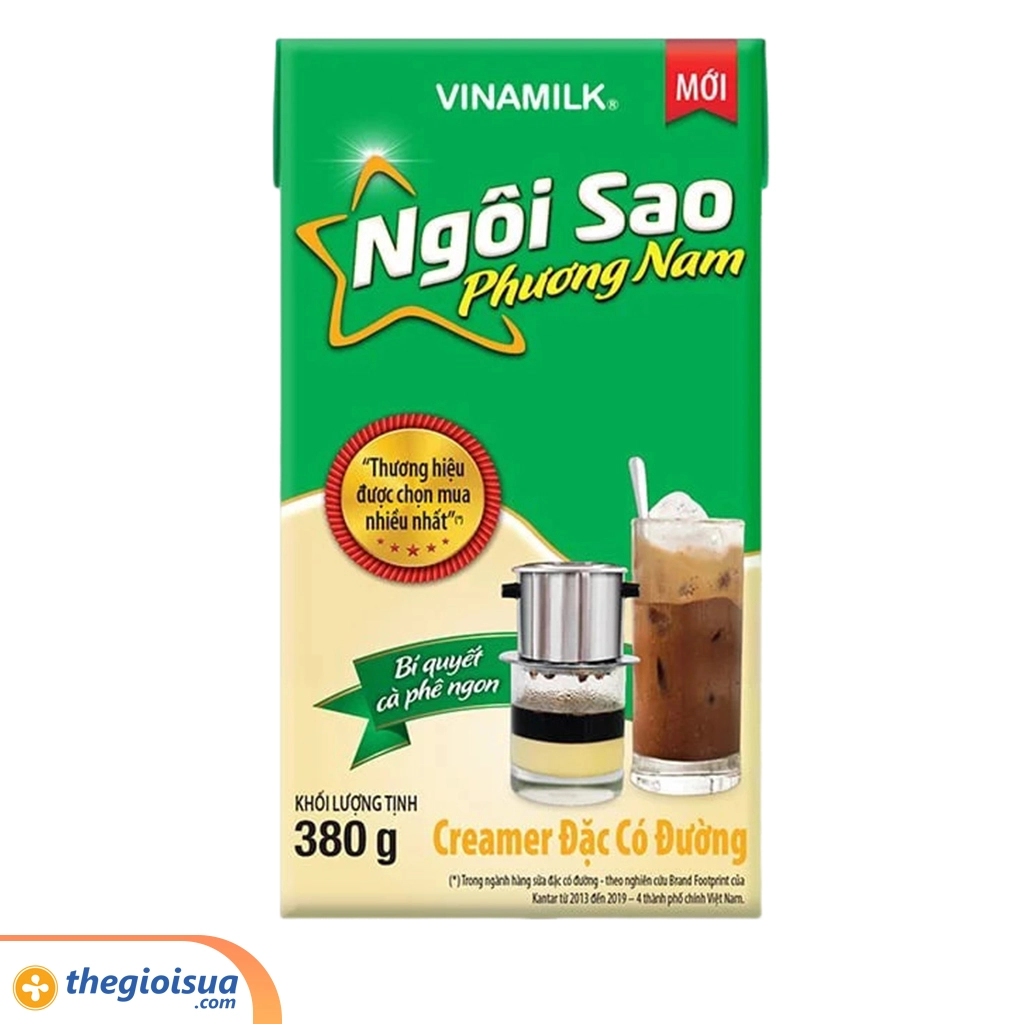 VINAMILK®
MỚI
Ngôi Sao
Phương Nam
“Thương hiệu
được chọn mua
nhiều nhất”(*)
Bí quyết
cà phê ngon
KHỐI LƯỢNG TỊNH
380 g
Creamer Đặc Có Đường
(*) Trong ngành hàng sữa đặc có đường - theo nghiên cứu Brand Footprint của
Kantar từ 2013 đến 2019 – 4 thành phố chính Việt Nam.
thegioisua
.com